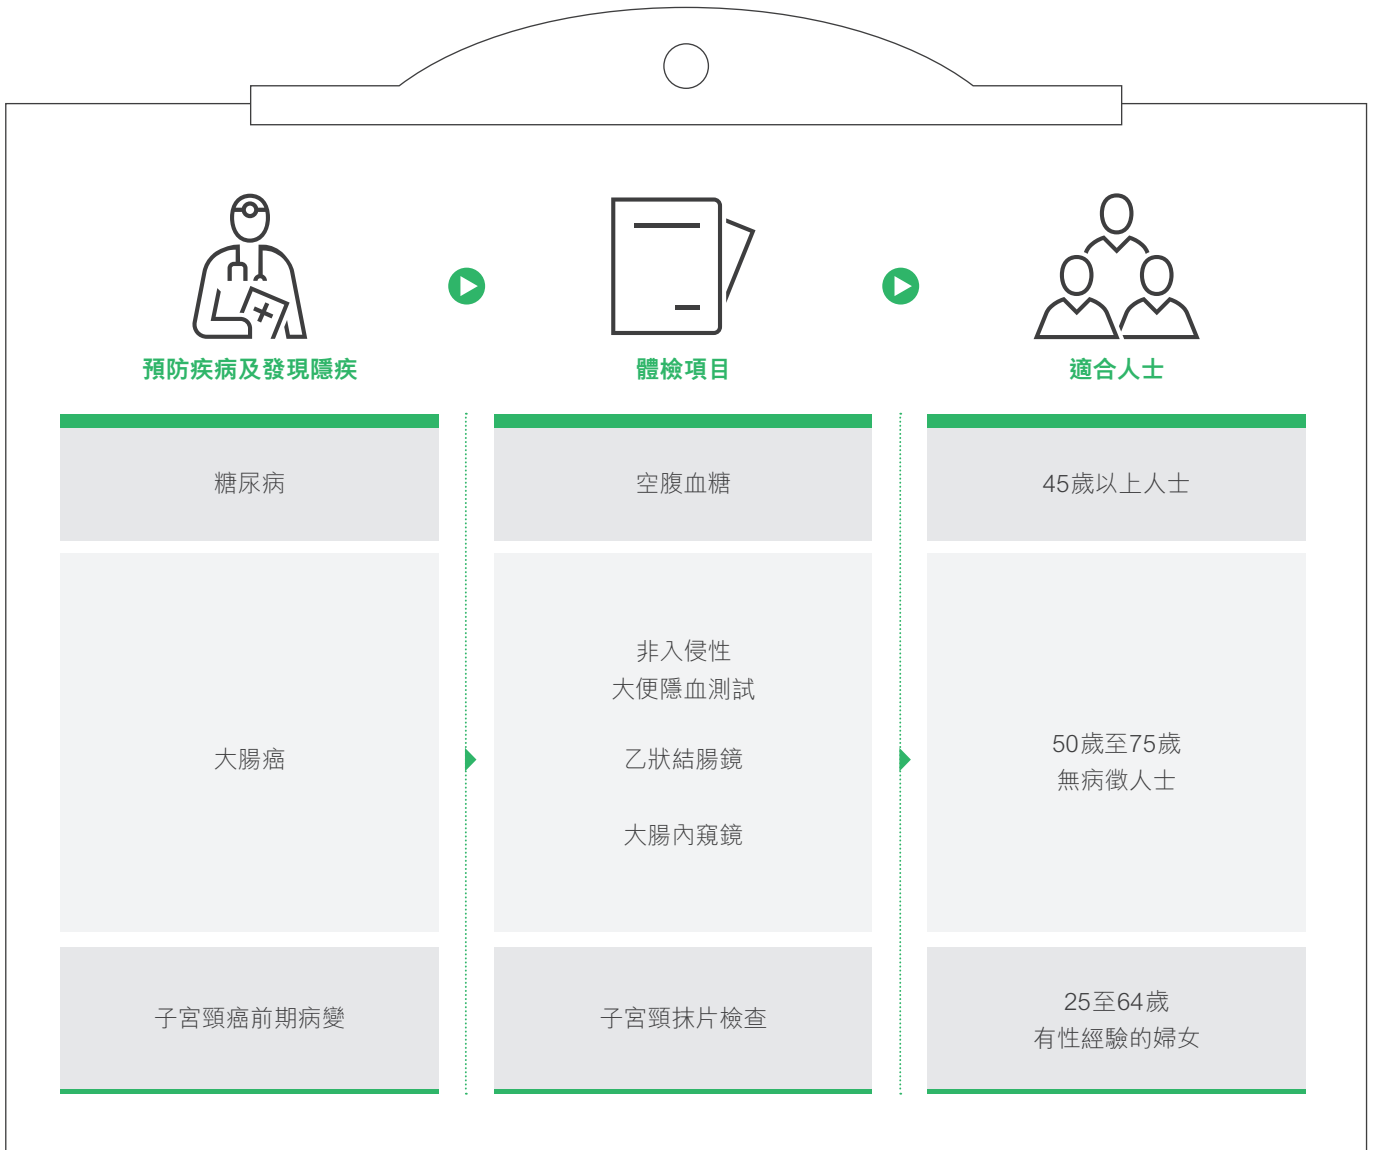 預防疾病及發現隱疾
體檢項目
適合人士
糖尿病
空腹血糖
45歲以上人士
大腸癌
非入侵性
大便隱血測試
乙狀結腸鏡
大腸內窺鏡
50歲至75歲
無病徵人士
子宮頸癌前期病變
子宮頸抹片檢查
25至64歲
有性經驗的婦女